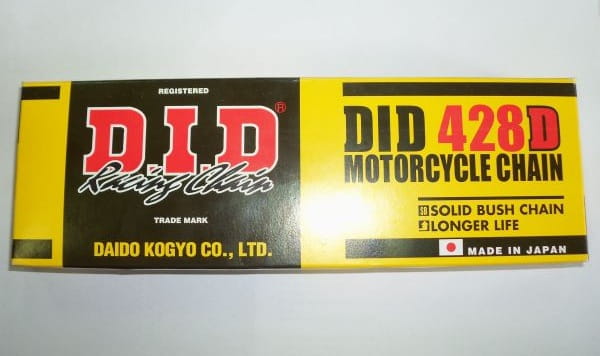 REGISTERED
D.I.D®
Racing Chain
TRADE MARK
DAIDO KOGYO CO., LTD.
DID 428D
MOTORCYCLE CHAIN
SOLID BUSH CHAIN
LONGER LIFE
MADE IN JAPAN